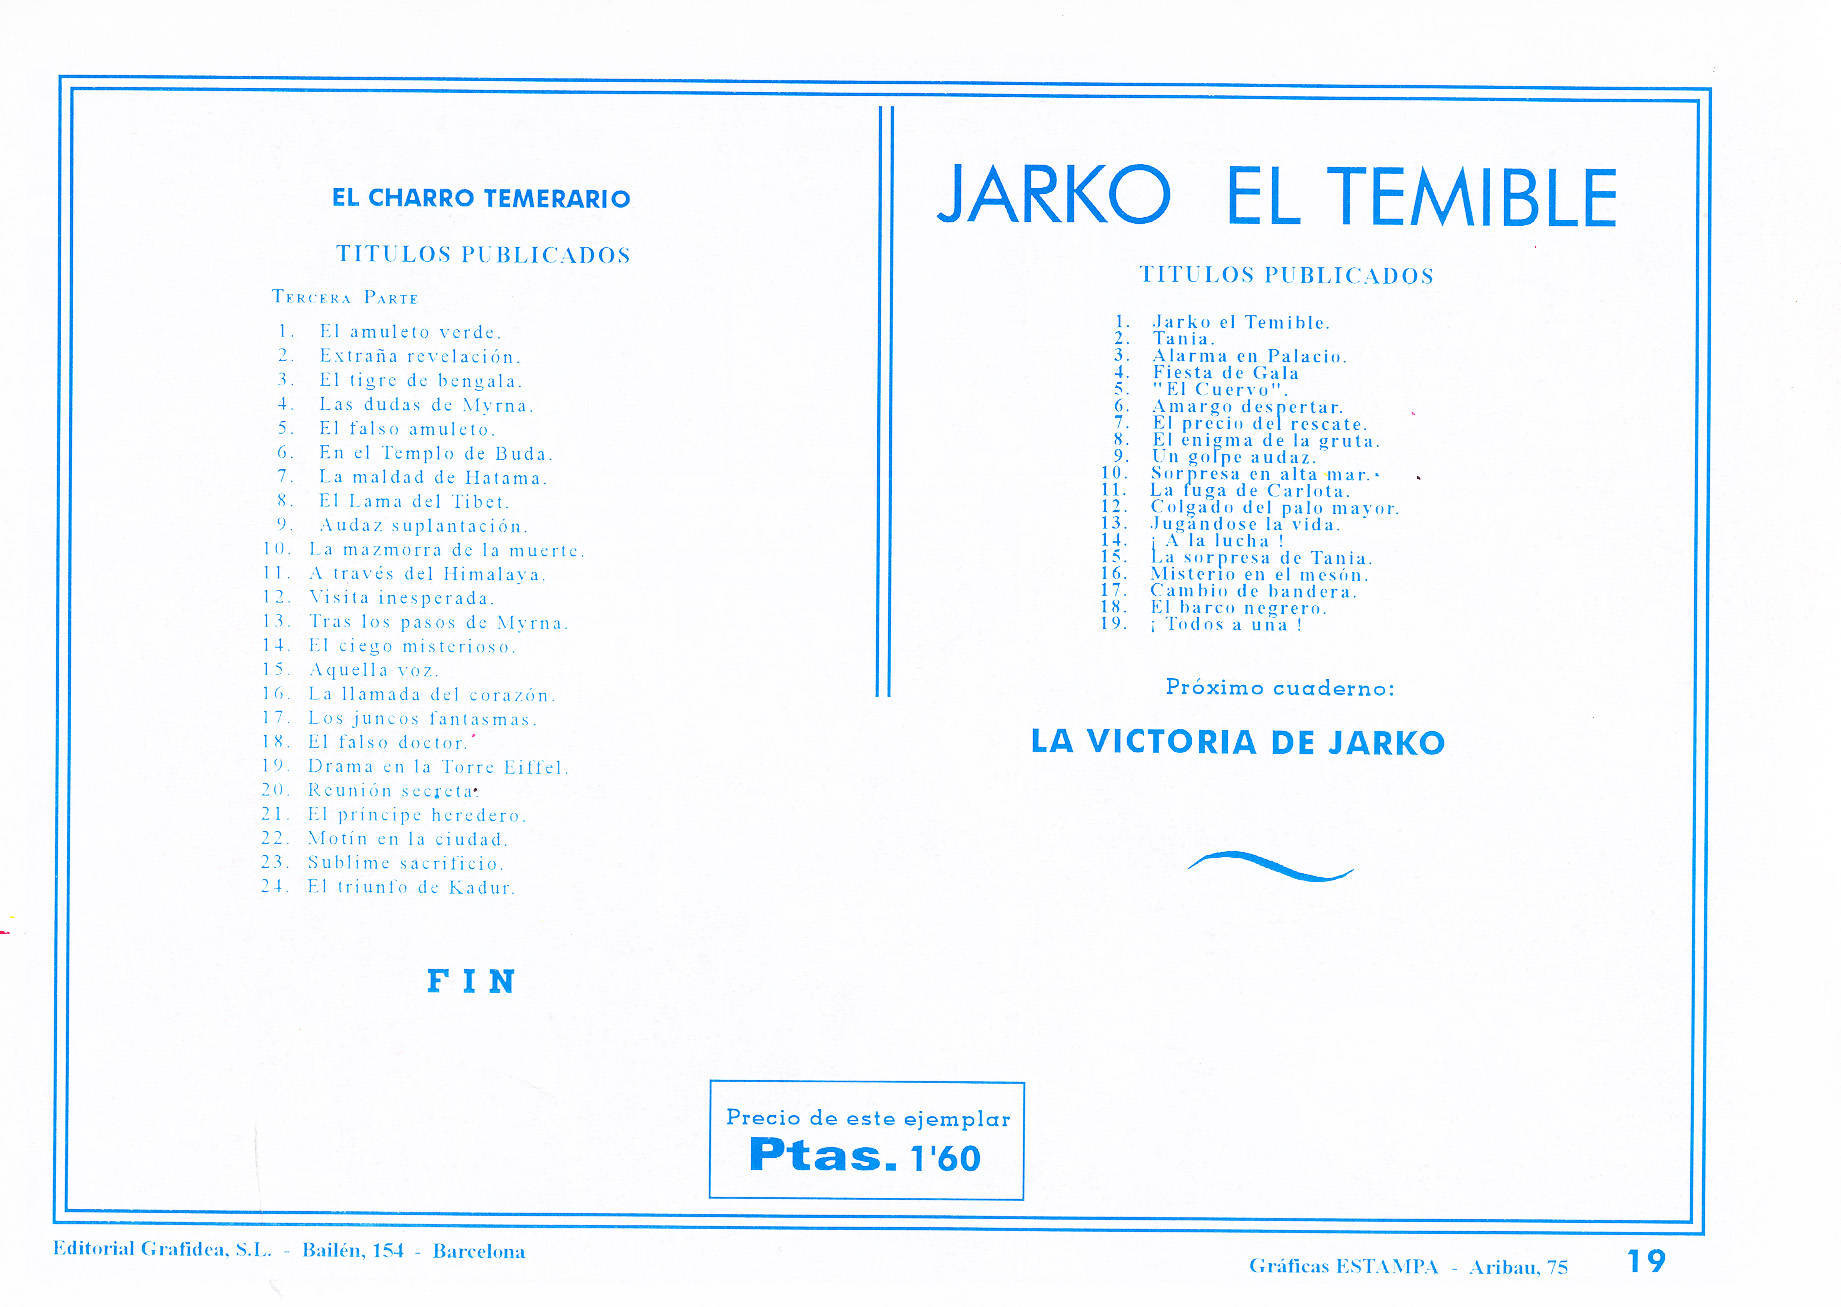 EL CHARRO TEMERARIO
TITULOS PUBLICADOS
TERCERA PARTE
1. El amuleto verde.
2. Extraña revelación.
3. El tigre de bengala.
4. Las dudas de Myrna.
5. El falso amuleto.
6. En el Templo de Buda.
7. La maldad de Hatama.
8. El Lama del Tibet.
9. Audaz suplantación.
10. La mazmorra de la muerte.
11. A través del Himalaya.
12. Visita inesperada.
13. Tras los pasos de Myrna.
14. El ciego misterioso.
15. Aquella voz.
16. La llamada del corazón.
17. Los juncos fantasmas.
18. El falso doctor.
19. Drama en la Torre Eiffel.
20. Reunión secreta.
21. El príncipe heredero.
22. Motín en la ciudad.
23. Sublime sacrificio.
24. El triunfo de Kadur.
FIN
JARKO EL TEMIBLE
TITULOS PUBLICADOS
1. Jarko el Temible.
2. Tania.
3. Alarma en Palacio.
4. Fiesta de Gala
5. "El Cuervo".
6. Amargo despertar.
7. El precio del rescate.
8. El enigma de la gruta.
9. Un golpe audaz.
10. Sorpresa en alta mar.
11. La fuga de Carlota.
12. Colgado del palo mayor.
13. Jugándose la vida.
14. ¡ A la lucha !
15. La sorpresa de Tania.
16. Misterio en el mesón.
17. Cambio de bandera.
18. El barco negrero.
19. ¡ Todos a una !
Próximo cuaderno:
LA VICTORIA DE JARKO
Precio de este ejemplar
Ptas. 1'60
Editorial Grafidea, S.L. - Bailén, 154 - Barcelona
Gráficas ESTAMPA - Aribau, 75
19